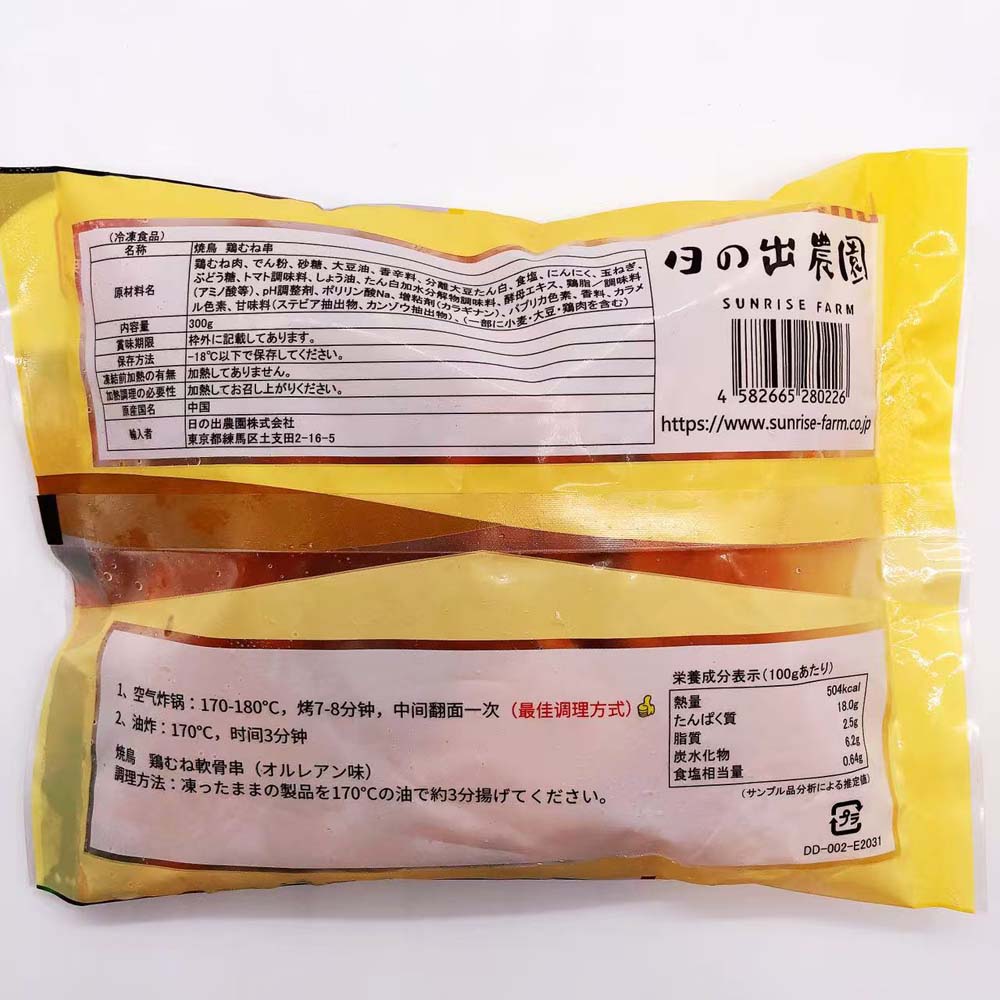 (冷凍食品)
名称 焼鳥 鶏むね串
原材料名 鶏むね肉、でん粉、砂糖、大豆油、香辛料、分離大豆たん白、食塩、にんにく、玉ねぎ、
ぶどう糖、トマト調味料、しょう油、たん白加水分解物調味料、酵母エキス、鶏脂／調味料
(アミノ酸等)、pH調整剤、ポリリン酸Na、増粘剤(カラギナン)、パプリカ色素、香料、カラメ
ル色素、甘味料(ステビア抽出物、カンゾウ抽出物)、(一部に小麦・大豆・鶏肉を含む)
内容量 300g
賞味期限 枠外に記載してあります。
保存方法 -18℃以下で保存してください。
凍結前加熱の有無 加熱してありません。
加熱調理の必要性 加熱してお召し上がりください。
原産国名 中国
輸入者 日の出農園株式会社
東京都練馬区土支田2-16-5
日の出農園
SUNRISE FARM
4 582665 280226
https://www.sunrise-farm.co.jp
1、空气炸锅：170-180℃，烤7-8分钟，中间翻面一次（最佳调理方式）
2、油炸：170℃，时间3分钟
焼鳥 鶏むね軟骨串（オルレアン味）
調理方法：凍ったままの製品を170℃の油で約3分揚げてください。
栄養成分表示(100gあたり)
熱量 504kcal
たんぱく質 18.0g
脂質 2.5g
炭水化物 6.2g
食塩相当量 0.64g
(サンプル品分析による推定値)
プラ
DD-002-E2031